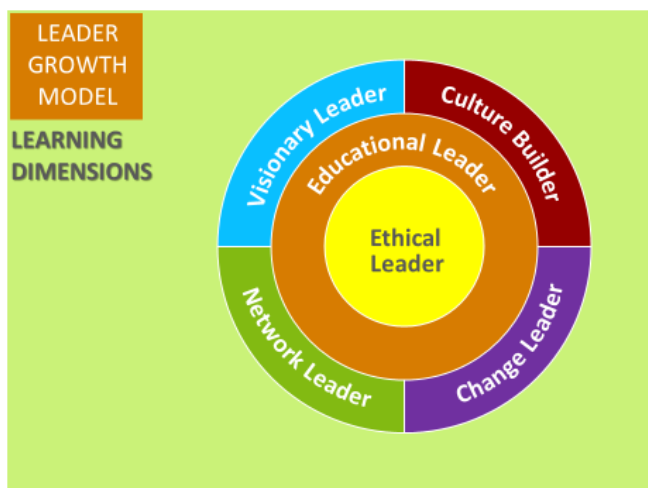 LEADER
GROWTH
MODEL
LEARNING
DIMENSIONS
Visionary Leader
Culture Builder
Educational Leader
Ethical
Leader
Network Leader
Change Leader